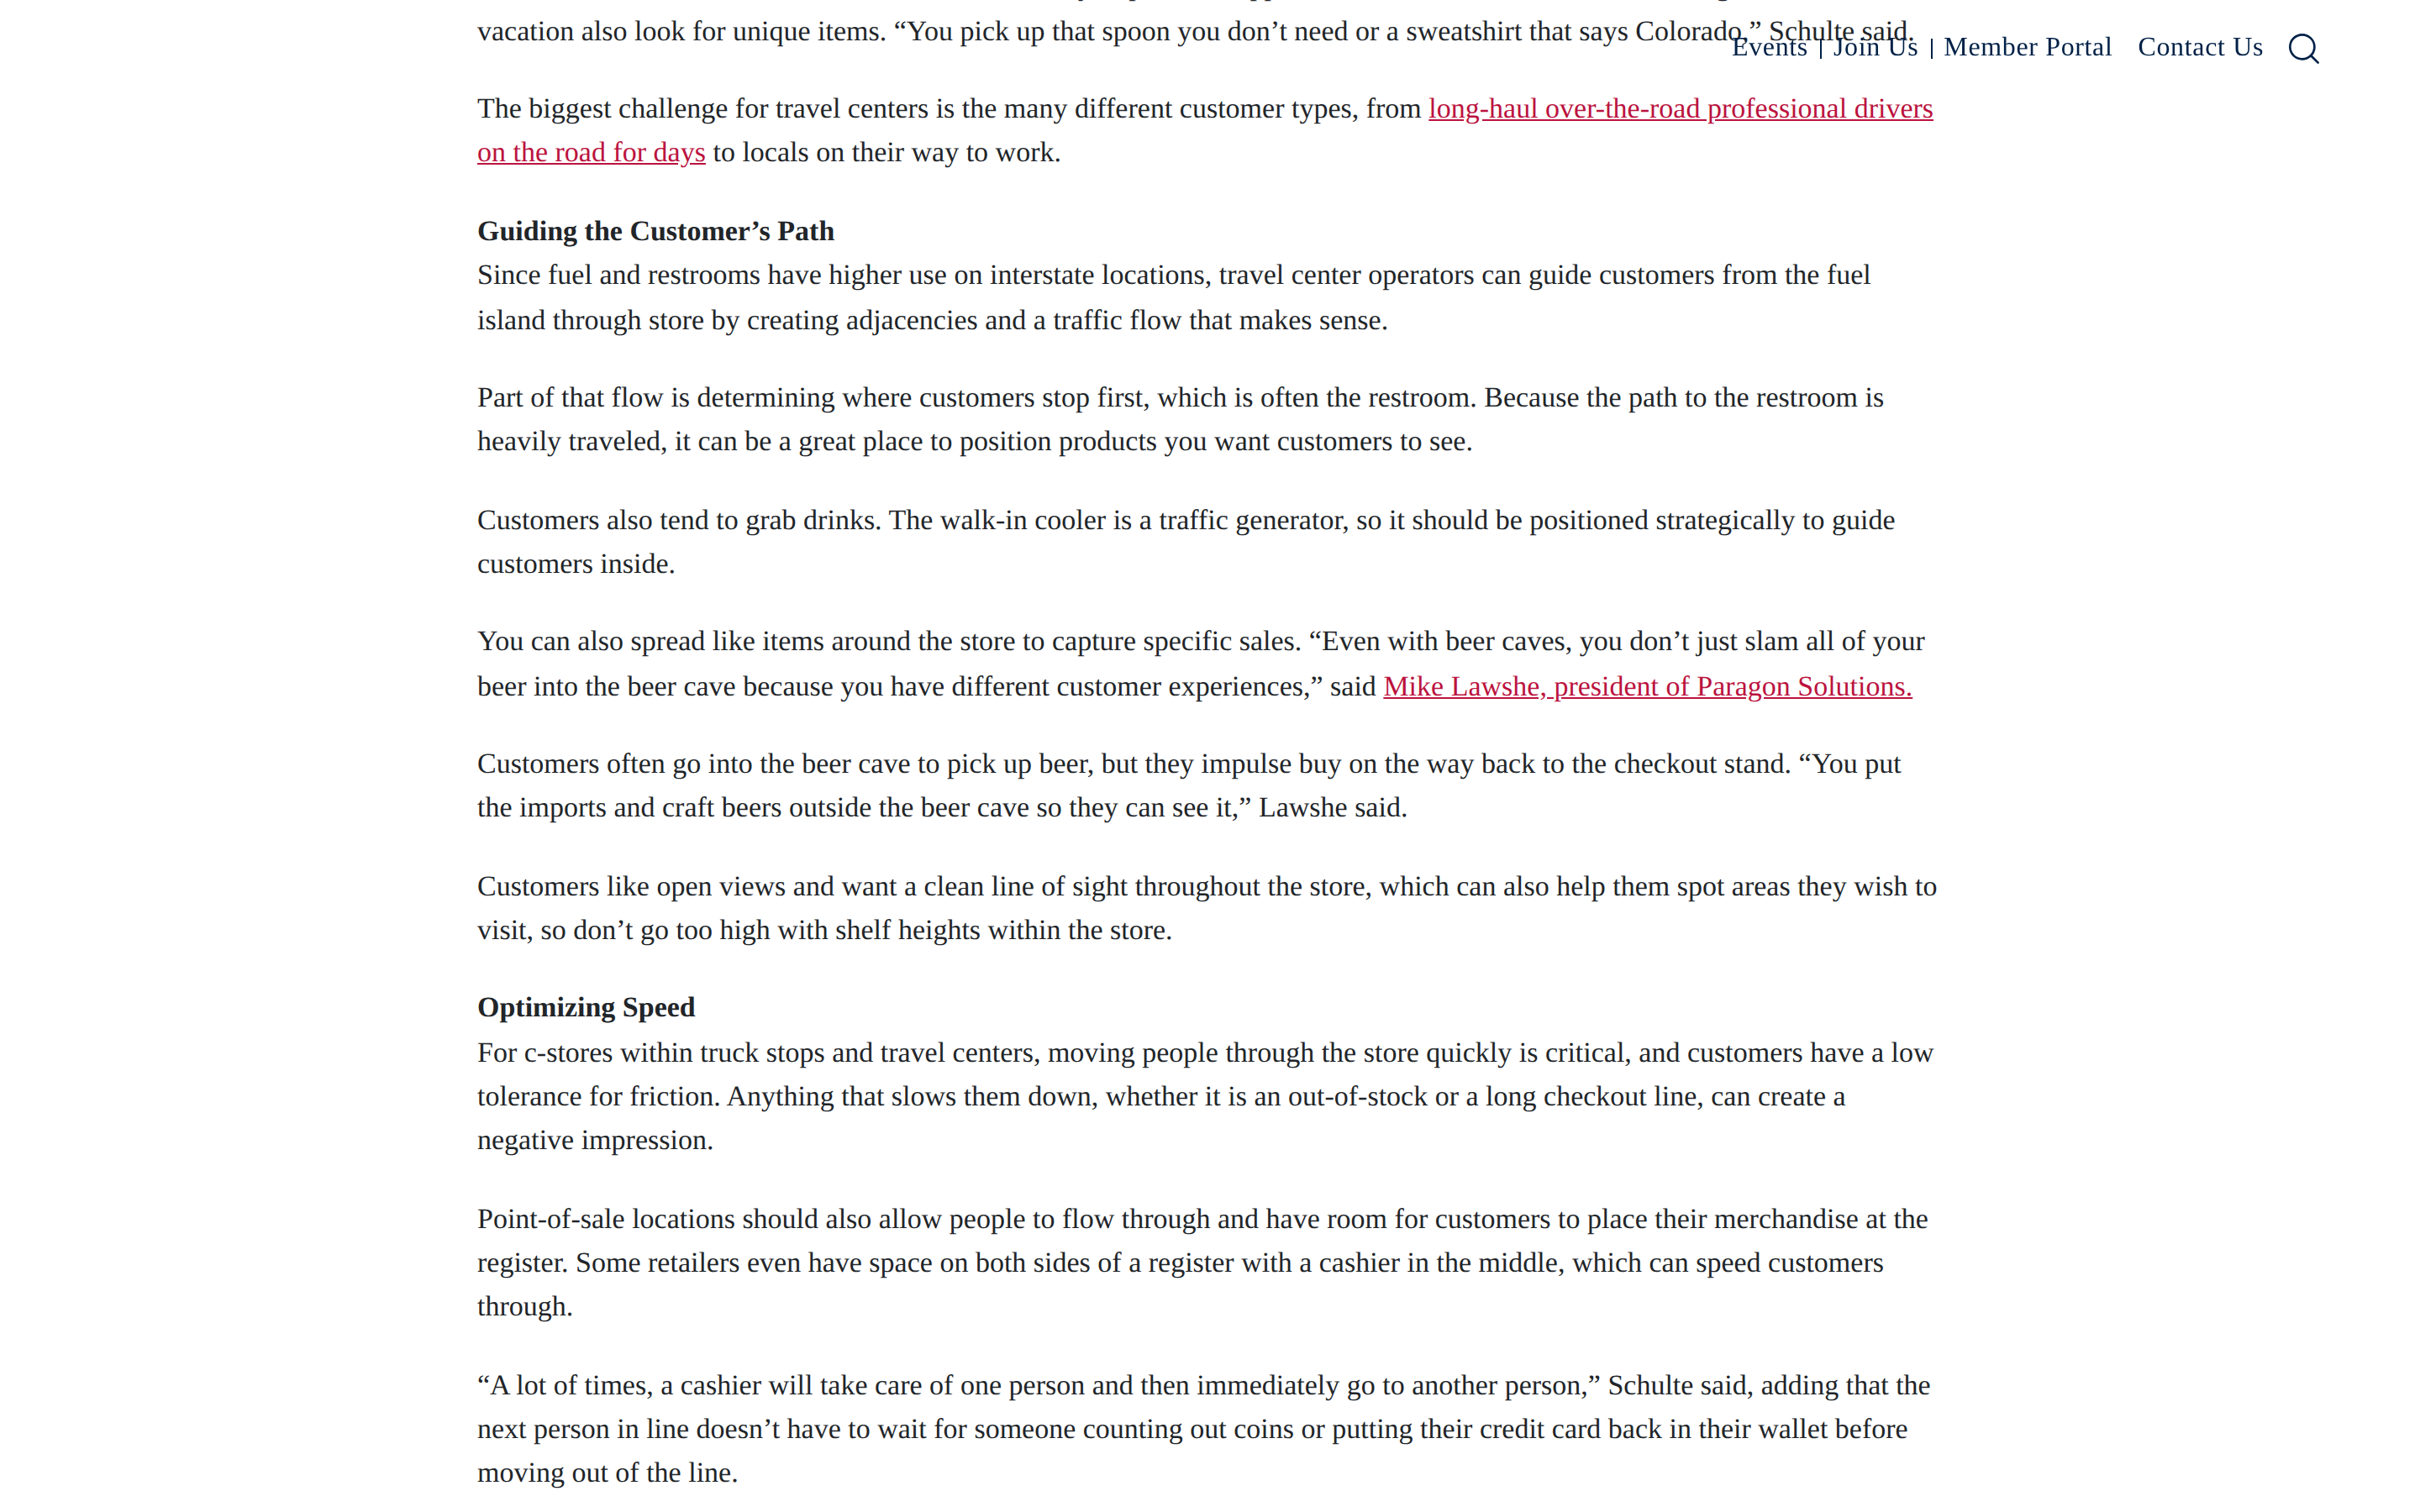 vacation also look for unique items. “You pick up that spoon you don’t need or a sweatshirt that says Colorado,” Schulte said.
Events | Join Us | Member Portal Contact Us
The biggest challenge for travel centers is the many different customer types, from long-haul over-the-road professional drivers
on the road for days to locals on their way to work.
Guiding the Customer’s Path
Since fuel and restrooms have higher use on interstate locations, travel center operators can guide customers from the fuel
island through store by creating adjacencies and a traffic flow that makes sense.
Part of that flow is determining where customers stop first, which is often the restroom. Because the path to the restroom is
heavily traveled, it can be a great place to position products you want customers to see.
Customers also tend to grab drinks. The walk-in cooler is a traffic generator, so it should be positioned strategically to guide
customers inside.
You can also spread like items around the store to capture specific sales. “Even with beer caves, you don’t just slam all of your
beer into the beer cave because you have different customer experiences,” said Mike Lawshe, president of Paragon Solutions.
Customers often go into the beer cave to pick up beer, but they impulse buy on the way back to the checkout stand. “You put
the imports and craft beers outside the beer cave so they can see it,” Lawshe said.
Customers like open views and want a clean line of sight throughout the store, which can also help them spot areas they wish to
visit, so don’t go too high with shelf heights within the store.
Optimizing Speed
For c-stores within truck stops and travel centers, moving people through the store quickly is critical, and customers have a low
tolerance for friction. Anything that slows them down, whether it is an out-of-stock or a long checkout line, can create a
negative impression.
Point-of-sale locations should also allow people to flow through and have room for customers to place their merchandise at the
register. Some retailers even have space on both sides of a register with a cashier in the middle, which can speed customers
through.
“A lot of times, a cashier will take care of one person and then immediately go to another person,” Schulte said, adding that the
next person in line doesn’t have to wait for someone counting out coins or putting their credit card back in their wallet before
moving out of the line.